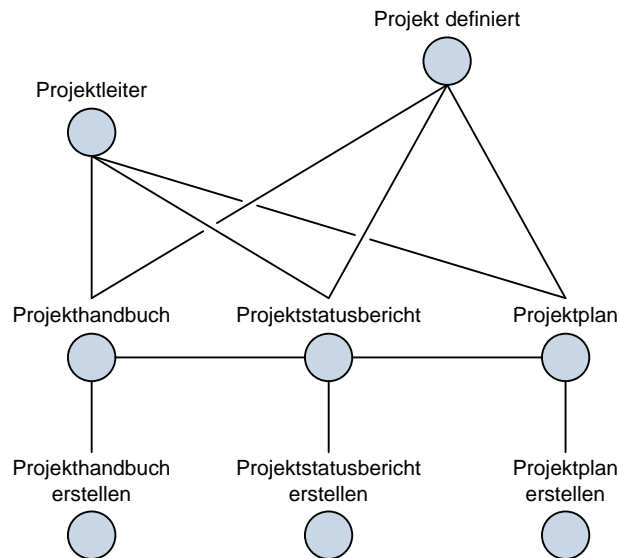 Projekt definiert
Projektleiter
Projekthandbuch
Projektstatusbericht
Projektplan
Projekthandbuch
erstellen
Projektstatusbericht
erstellen
Projektplan
erstellen